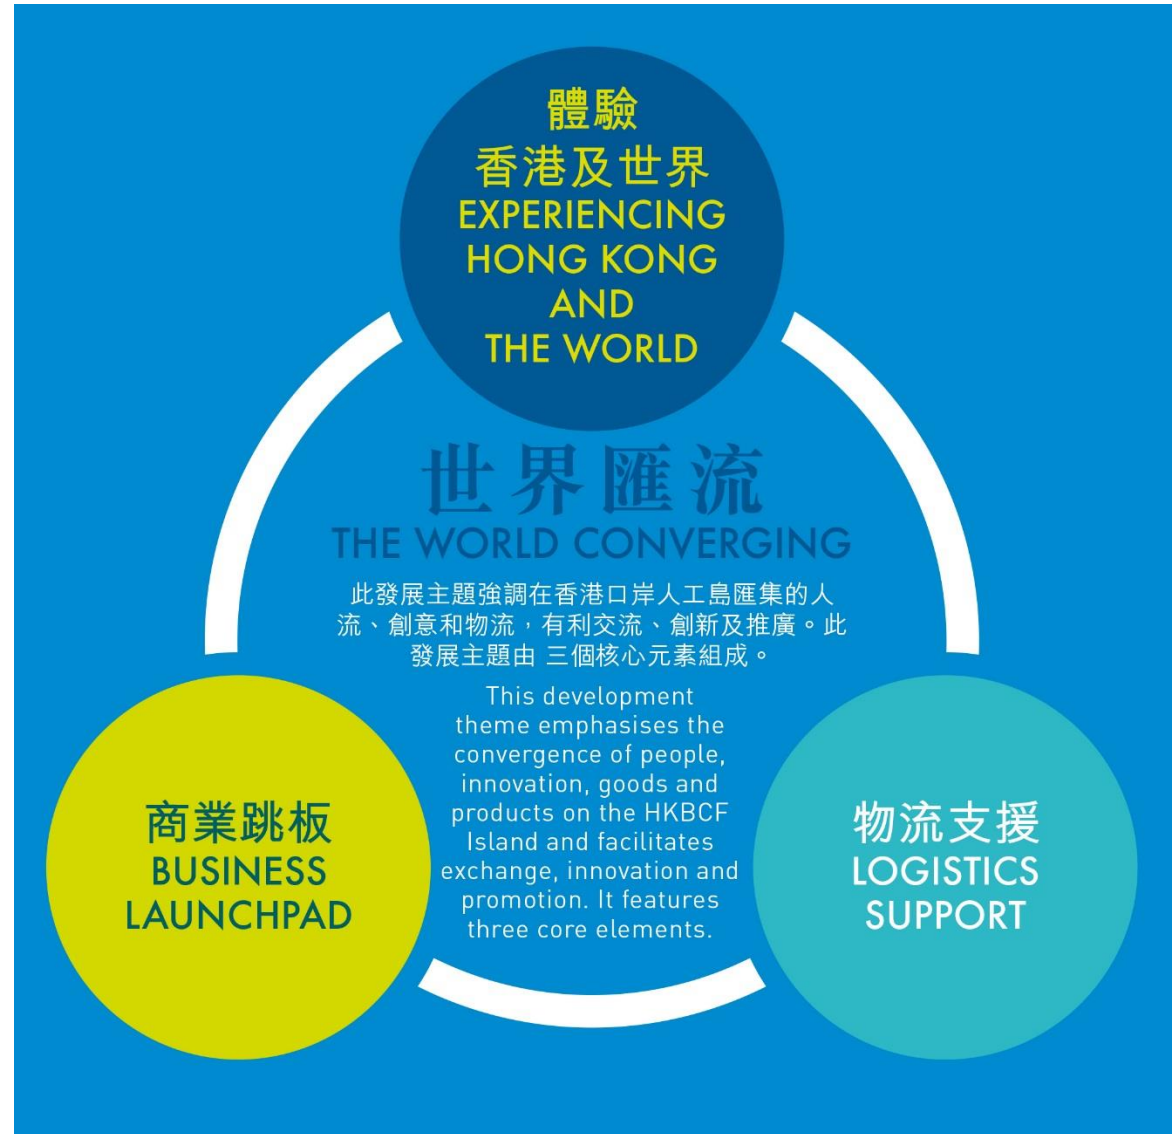 體驗
香港及世界
EXPERIENCING
HONG KONG
AND
THE WORLD
世界匯流
THE WORLD CONVERGING
此發展主題強調在香港口岸人工島匯集的人
流、創意和物流，有利交流、創新及推廣。此
發展主題由 三個核心元素組成。
This development
theme emphasises the
convergence of people,
innovation, goods and
products on the HKBCF
Island and facilitates
exchange, innovation and
promotion. It features
three core elements.
商業跳板
BUSINESS
LAUNCHPAD
物流支援
LOGISTICS
SUPPORT